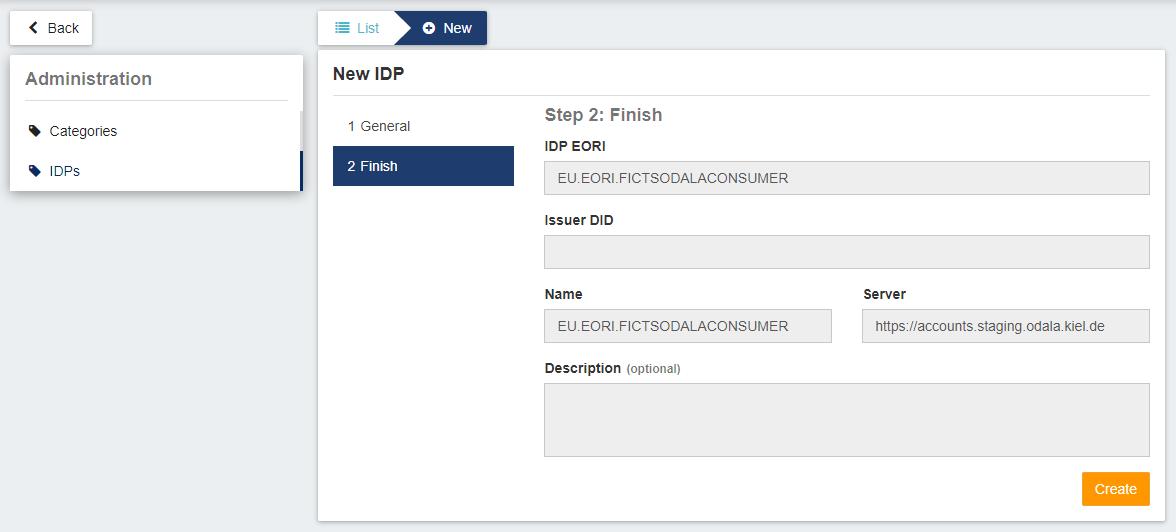 Back
List
New
Administration
Categories
IDPs
New IDP
1 General
2 Finish
Step 2: Finish
IDP EORI
EU.EORI.FICTSODALACONSUMER
Issuer DID
Name
Server
EU.EORI.FICTSODALACONSUMER
https://accounts.staging.odala.kiel.de
Description (optional)
Create